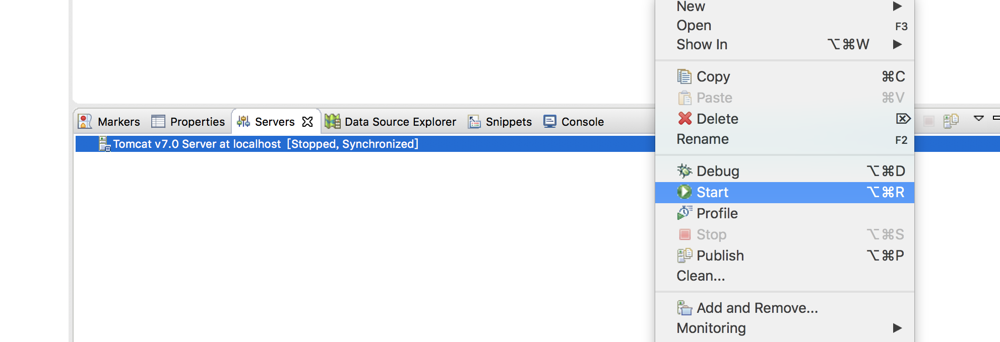 New ▶
Open F3
Show In ⌥⌘W ▶
Copy ⌘C
Paste ⌘V
Delete ⌦
Rename F2
Debug ⌥⌘D
Start ⌥⌘R
Profile
Stop ⌥⌘S
Publish ⌥⌘P
Clean...
Add and Remove...
Monitoring ▶
Markers Properties Servers Data Source Explorer Snippets Console
Tomcat v7.0 Server at localhost [Stopped, Synchronized]